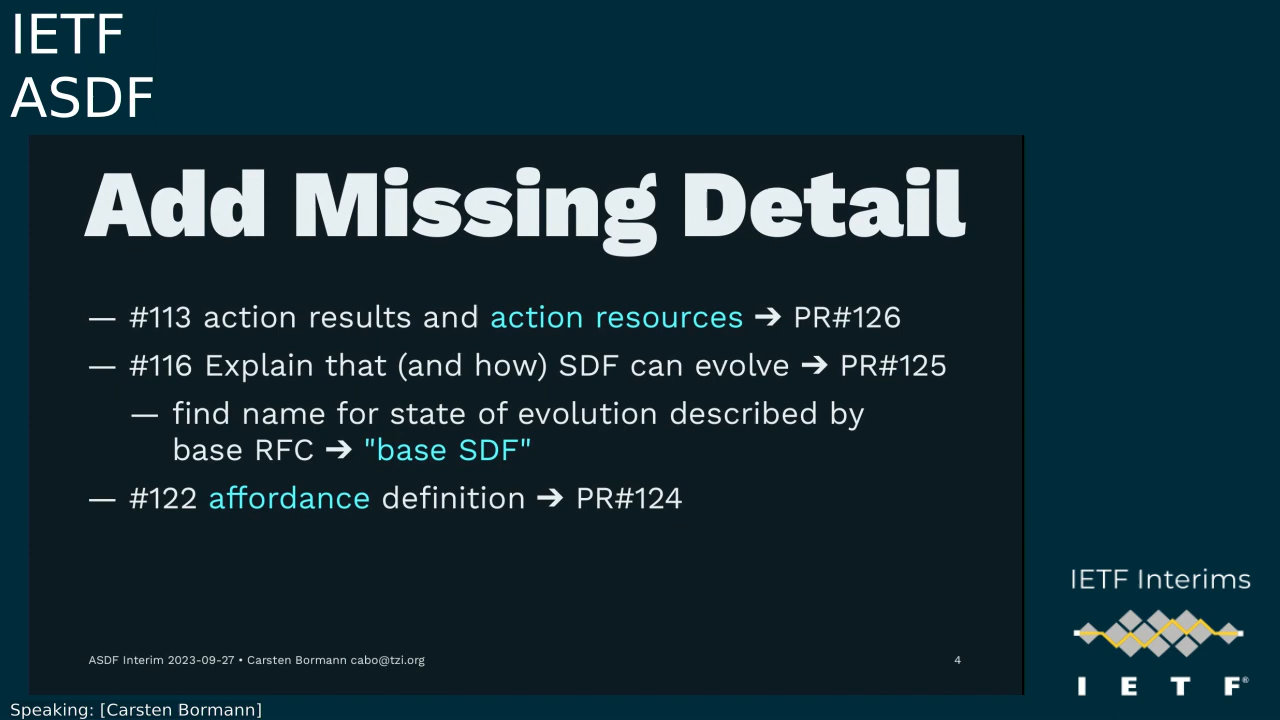 IETF
ASDF
Add Missing Detail
— #113 action results and action resources ➔ PR#126
— #116 Explain that (and how) SDF can evolve ➔ PR#125
— find name for state of evolution described by
base RFC ➔ "base SDF"
— #122 affordance definition ➔ PR#124
ASDF Interim 2023-09-27 • Carsten Bormann cabo@tzi.org 4
IETF Interims
I E T F®
Speaking: [Carsten Bormann]